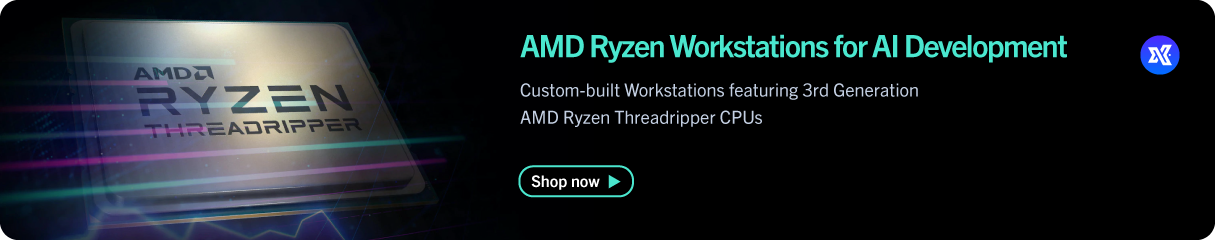 AMD
RYZEN
THREADRIPPER
AMD Ryzen Workstations for AI Development
Custom-built Workstations featuring 3rd Generation
AMD Ryzen Threadripper CPUs
Shop now